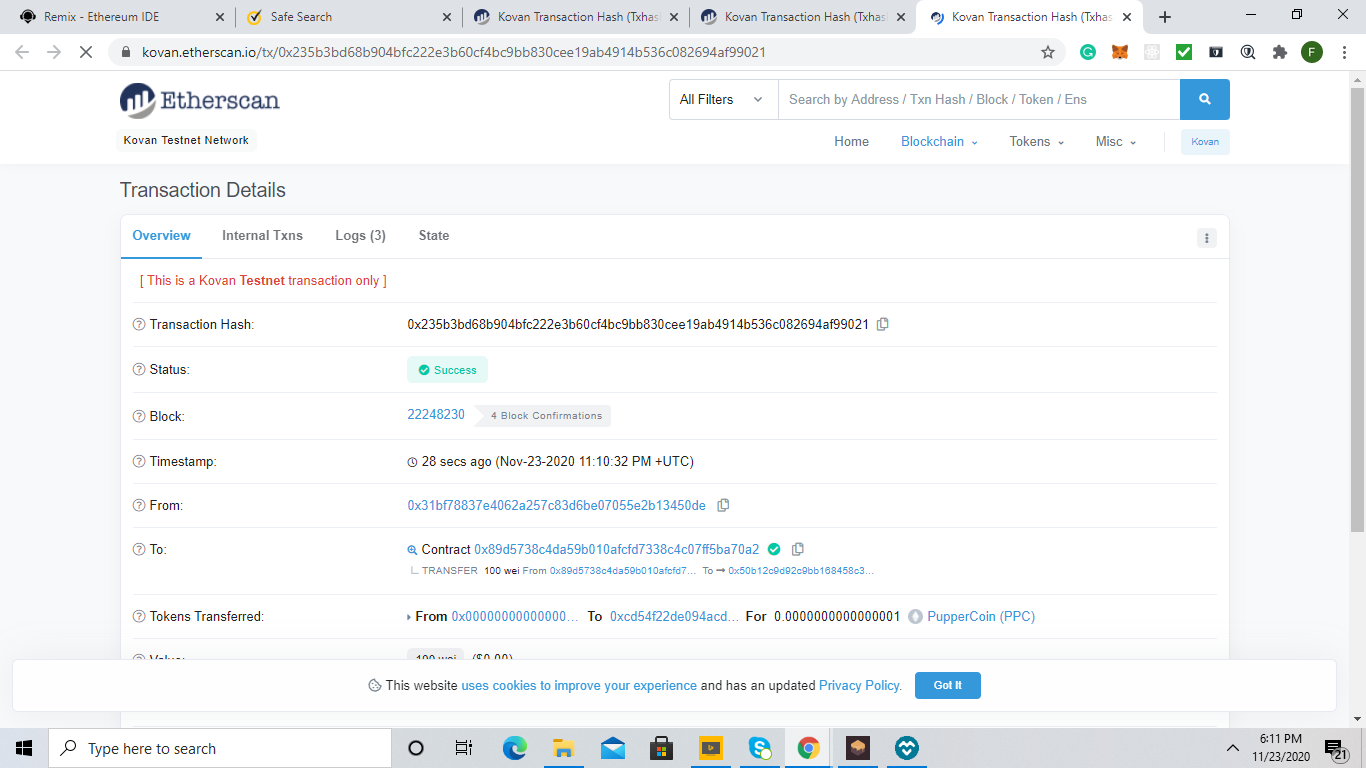 Remix - Ethereum IDE
Safe Search
Kovan Transaction Hash (Txhas
Kovan Transaction Hash (Txhas
Kovan Transaction Hash (Txhas
kovan.etherscan.io/tx/0x235b3bd68b904bfc222e3b60cf4bc9bb830cee19ab4914b536c082694af99021
F
Etherscan
All Filters
Search by Address / Txn Hash / Block / Token / Ens
Kovan Testnet Network
Home
Blockchain
Tokens
Misc
Kovan
Transaction Details
Overview
Internal Txns
Logs (3)
State
[ This is a Kovan Testnet transaction only ]
Transaction Hash:
0x235b3bd68b904bfc222e3b60cf4bc9bb830cee19ab4914b536c082694af99021
Status:
Success
Block:
22248230
4 Block Confirmations
Timestamp:
28 secs ago (Nov-23-2020 11:10:32 PM +UTC)
From:
0x31bf78837e4062a257c83d6be07055e2b13450de
To:
Contract 0x89d5738c4da59b010afcfd7338c4c07ff5ba70a2
TRANSFER 100 wei From 0x89d5738c4da59b010afcfd7... To → 0x50b12c9d92c9bb168458c3...
Tokens Transferred:
From 0x00000000000000... To 0xcd54f22de094acd... For 0.0000000000000001 PupperCoin (PPC)
Value:
100 wei ($0.00)
This website uses cookies to improve your experience and has an updated Privacy Policy.
Got It
Type here to search
6:11 PM
11/23/2020
21